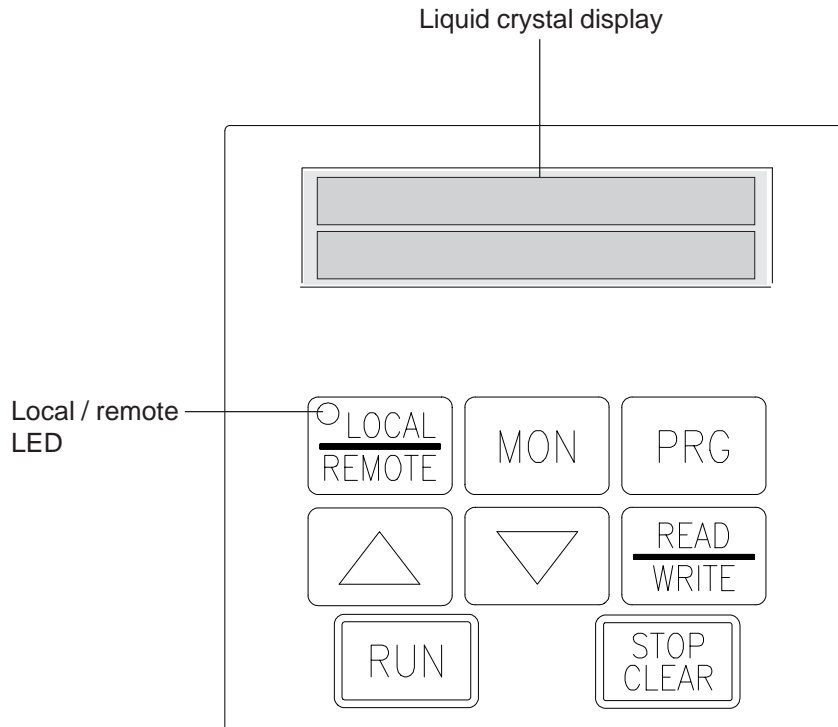 Liquid crystal display
Local / remote
LED
LOCAL
REMOTE
MON
PRG
READ
WRITE
RUN
STOP
CLEAR